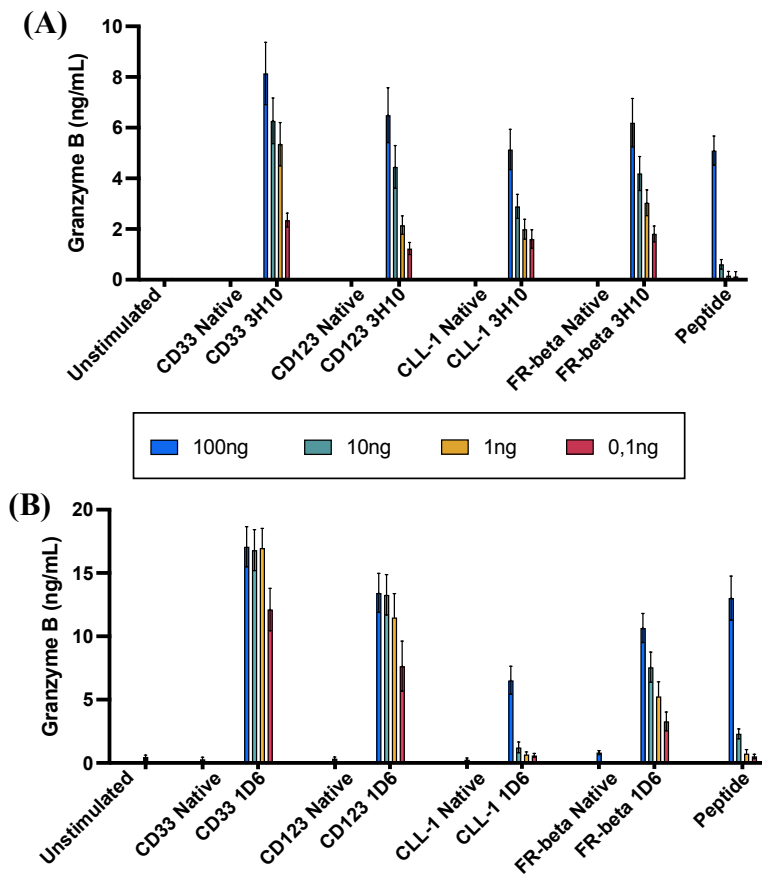 (A)
Granzyme B (ng/mL)
10
8
6
4
2
0
Unstimulated
CD33 Native
CD33 3H10
CD123 Native
CD123 3H10
CLL-1 Native
CLL-1 3H10
FR-beta Native
FR-beta 3H10
Peptide
100ng 10ng 1ng 0,1ng
(B)
Granzyme B (ng/mL)
20
15
10
5
0
Unstimulated
CD33 Native
CD33 1D6
CD123 Native
CD123 1D6
CLL-1 Native
CLL-1 1D6
FR-beta Native
FR-beta 1D6
Peptide